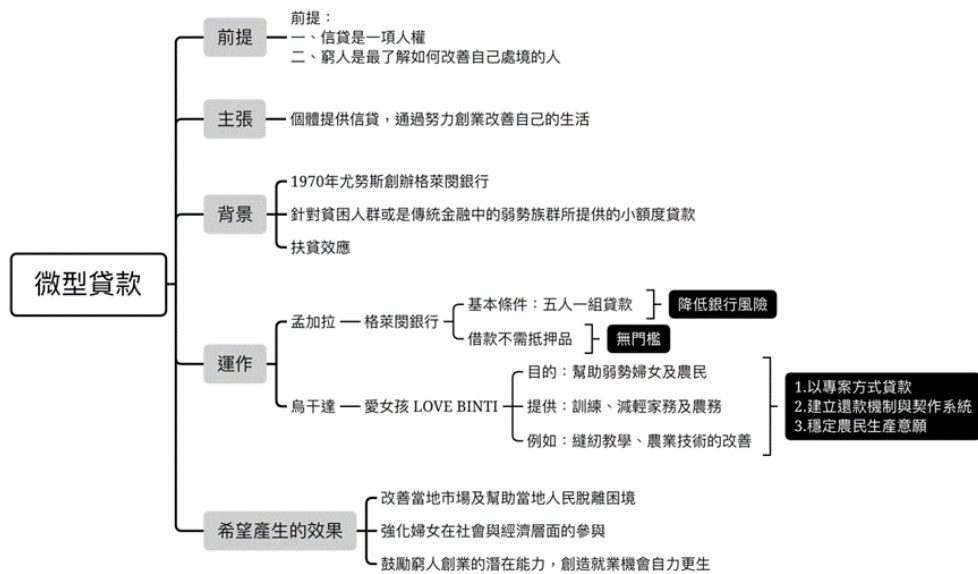 微型貸款
前提
前提：
一、信貸是一項人權
二、窮人是最了解如何改善自己處境的人
主張
個體提供信貸，通過努力創業改善自己的生活
背景
1970年尤努斯創辦格萊閔銀行
針對貧困人群或是傳統金融中的弱勢族群所提供的小額度貸款
扶貧效應
運作
孟加拉
格萊閔銀行
基本條件：五人一組貸款
降低銀行風險
借款不需抵押品
無門檻
烏干達
愛女孩 LOVE BINTI
目的：幫助弱勢婦女及農民
提供：訓練、減輕家務及農務
例如：縫紉教學、農業技術的改善
1.以專案方式貸款
2.建立還款機制與契作系統
3.穩定農民生產意願
希望產生的效果
改善當地市場及幫助當地人民脫離困境
強化婦女在社會與經濟層面的參與
鼓勵窮人創業的潛在能力，創造就業機會自力更生